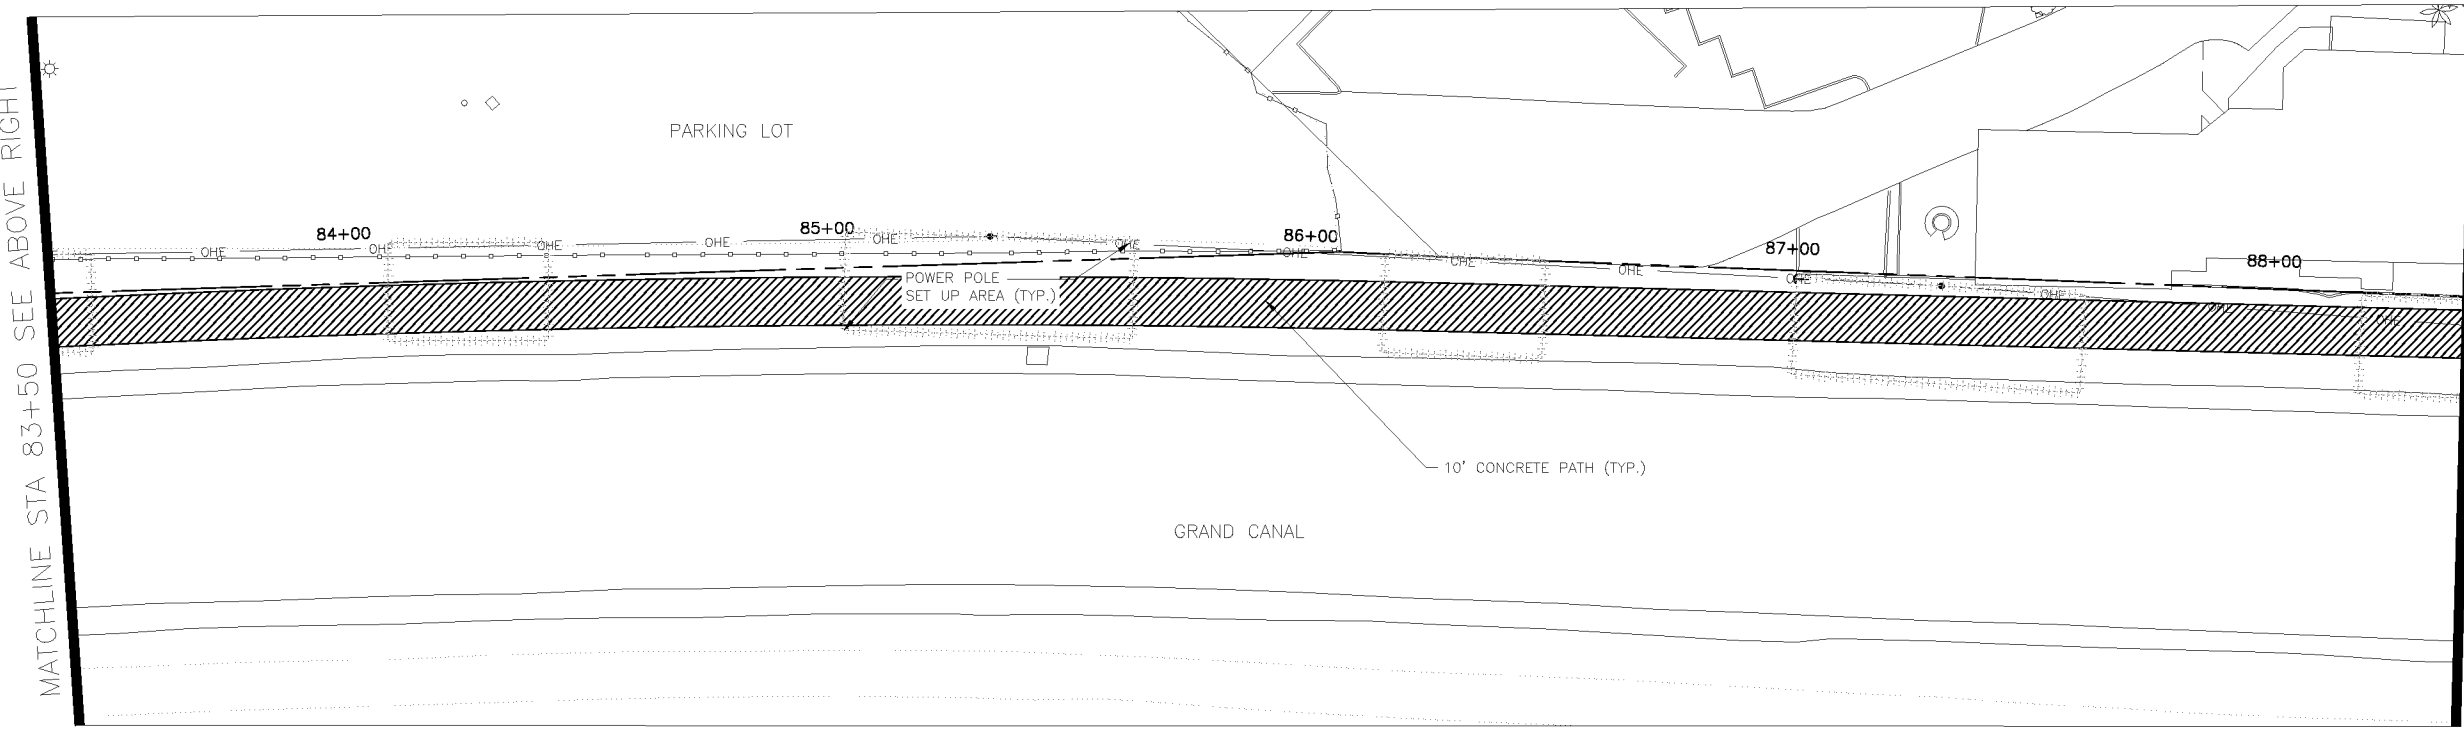 MATCHLINE STA 83+50 SEE ABOVE RIGHT
PARKING LOT
84+00
85+00
86+00
87+00
88+00
OHE
OHE
OHE
OHE
OHE
OHE
OHE
OHE
OHE
OHE
OHE
OHE
OHE
POWER POLE
SET UP AREA (TYP.)
10' CONCRETE PATH (TYP.)
GRAND CANAL